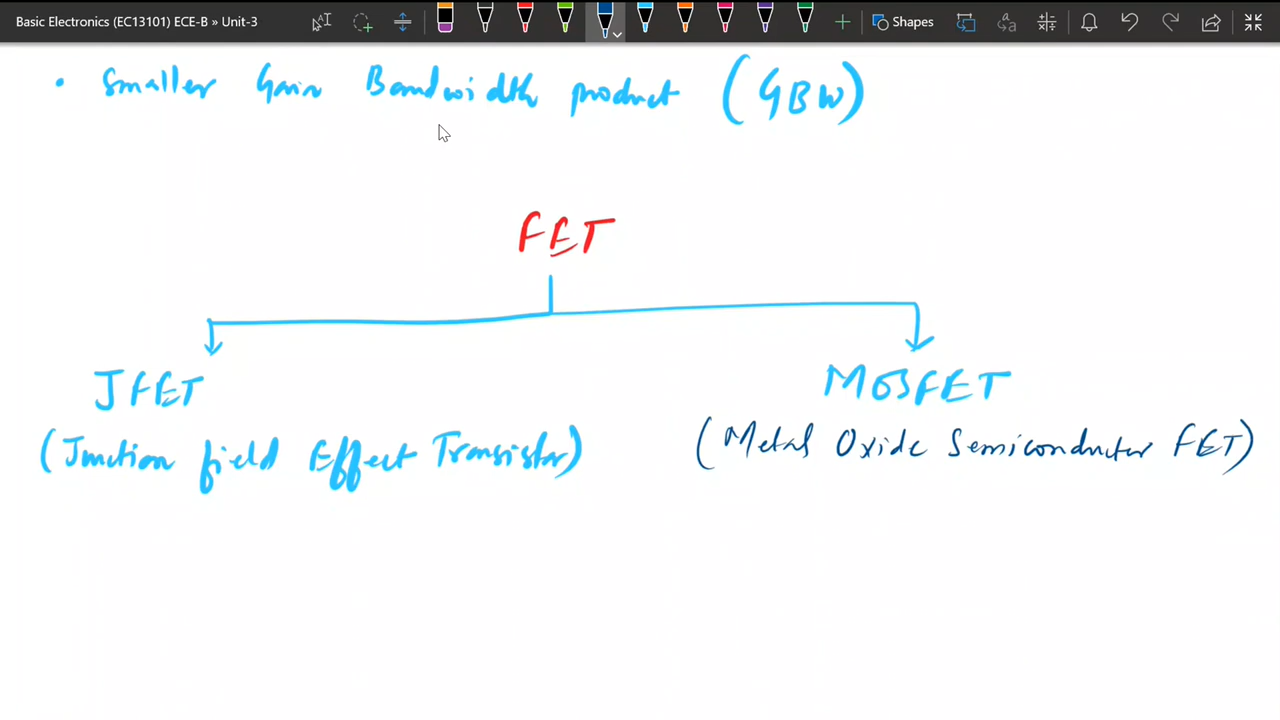 Basic Electronics (EC13101) ECE-B » Unit-3
Shapes
• Smaller Gain Bandwidth product (GBW)
FET
JFET
MOSFET
(Junction field Effect Transistor)
(Metal Oxide Semiconductor FET)